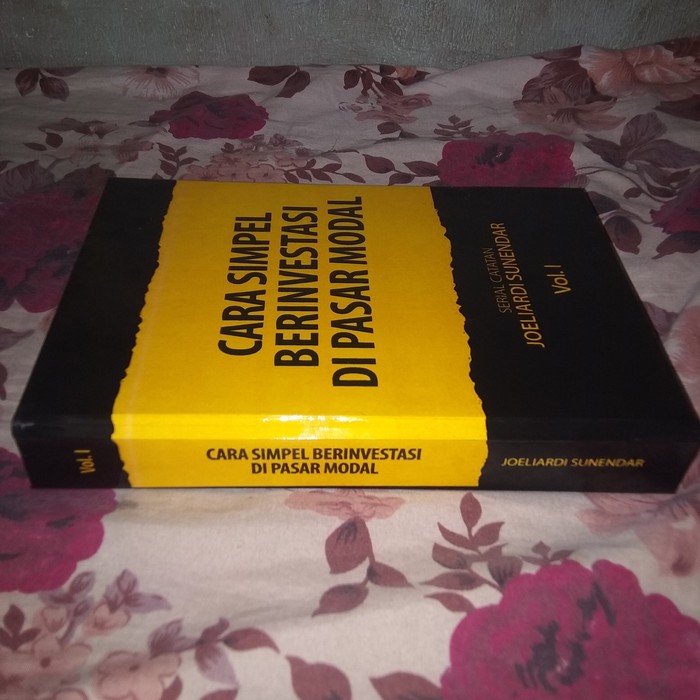 CARA SIMPEL
BERINVESTASI
DI PASAR MODAL
SERIAL CATATAN
JOELIARDI SUNENDAR
Vol. I
Vol. I
CARA SIMPEL BERINVESTASI
DI PASAR MODAL
JOELIARDI SUNENDAR